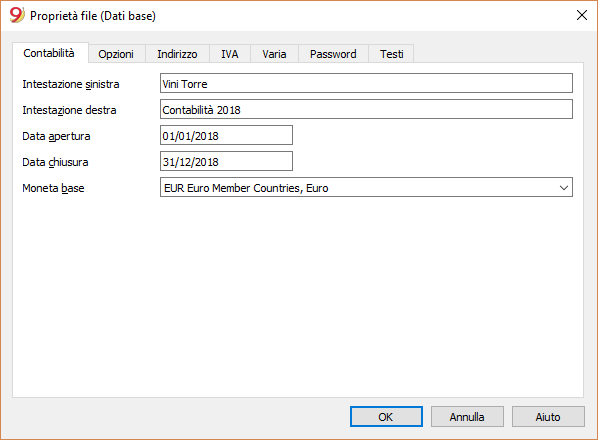 9 Proprietà file (Dati base)
Contabilità Opzioni Indirizzo IVA Varia Password Testi
Intestazione sinistra Vini Torre
Intestazione destra Contabilità 2018
Data apertura 01/01/2018
Data chiusura 31/12/2018
Moneta base EUR Euro Member Countries, Euro
OK Annulla Aiuto